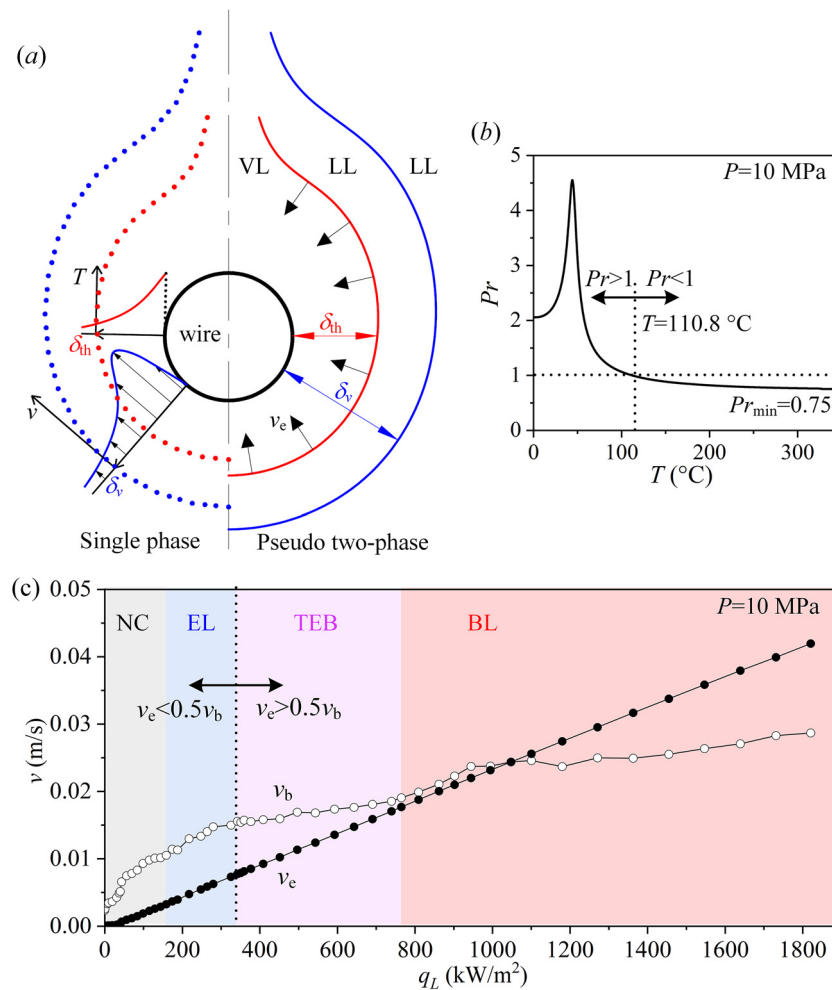 (a)
VL LL LL
T
δth wire δth
δv
v ve
δv
Single phase Pseudo two-phase
(b)
5
4
3
2
1
0
Pr
P=10 MPa
Pr>1 Pr<1
T=110.8 °C
Prmin=0.75
0 100 200 300
T (°C)
(c)
0.05
0.04
0.03
0.02
0.01
0.00
v (m/s)
NC EL TEB BL
P=10 MPa
ve<0.5vb ve>0.5vb
vb
ve
0 200 400 600 800 1000 1200 1400 1600 1800
qL (kW/m²)